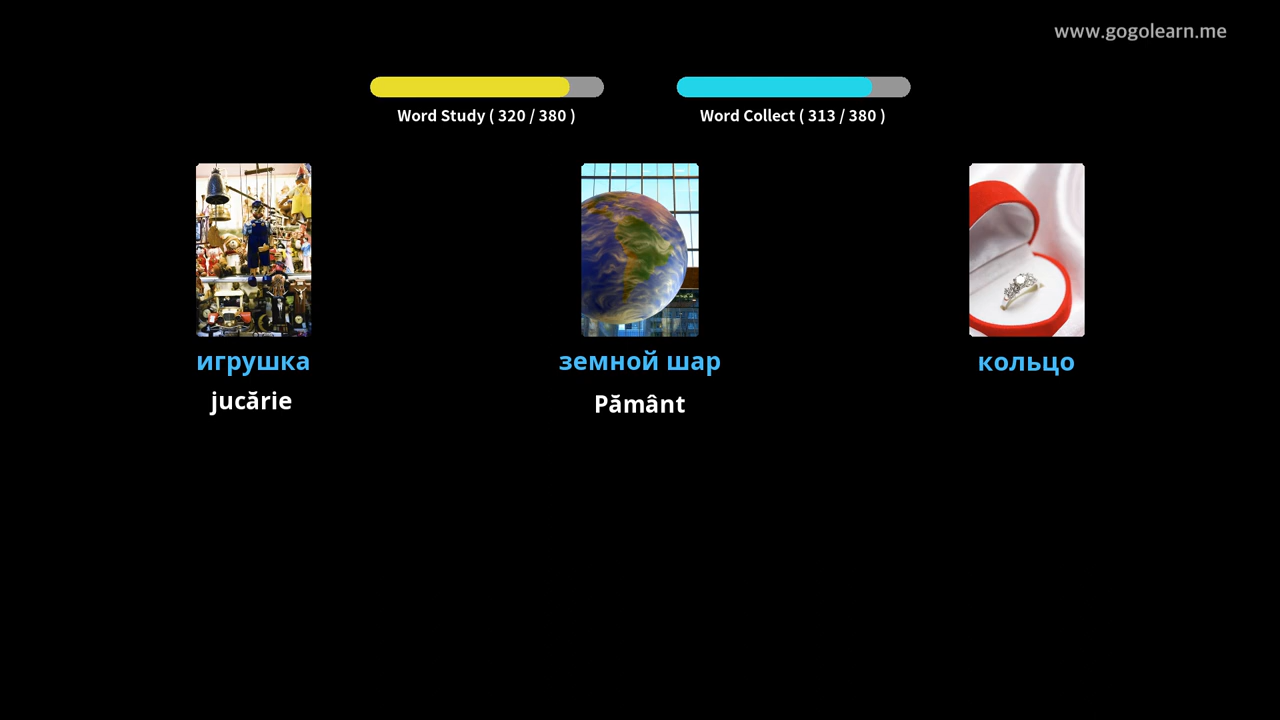 www.gogolearn.me
Word Study ( 320 / 380 )
Word Collect ( 313 / 380 )
игрушка
jucărie
земной шар
Pământ
кольцо